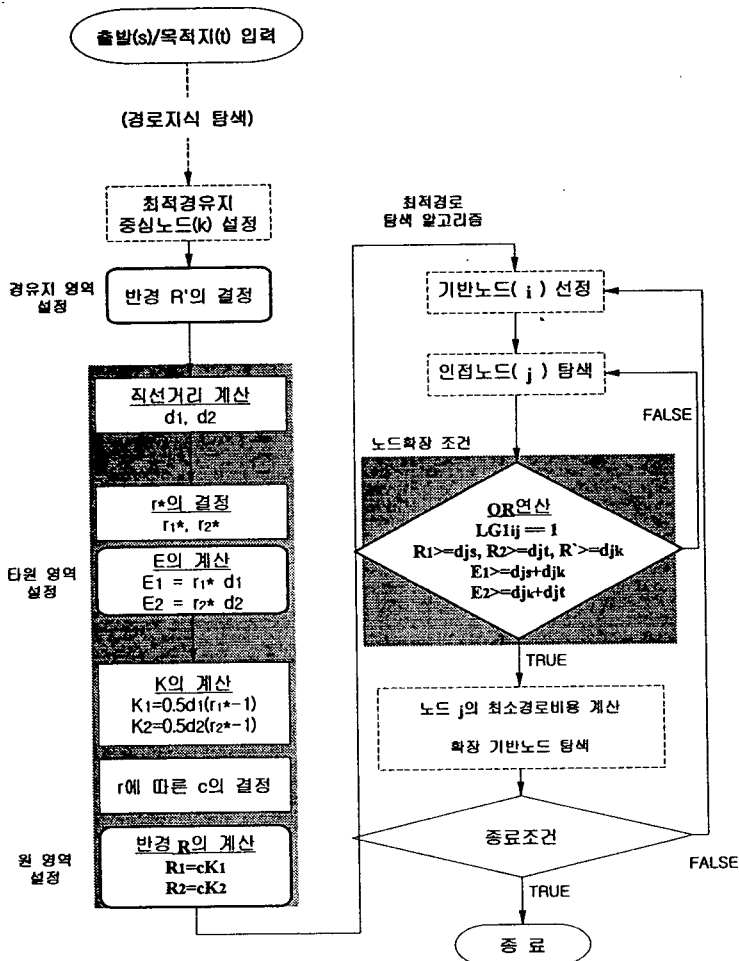 출발(s)/목적지(t) 입력
(경로지식 탐색)
최적경유지
중심노드(k) 설정
경유지 영역
설정
반경 R'의 결정
직선거리 계산
d1, d2
r*의 결정
r1*, r2*
타원 영역
설정
E의 계산
E1 = r1* d1
E2 = r2* d2
K의 계산
K1=0.5d1(r1*-1)
K2=0.5d2(r2*-1)
r에 따른 c의 결정
원 영역
설정
반경 R의 계산
R1=cK1
R2=cK2
최적경로
탐색 알고리즘
기반노드( i ) 선정
인접노드( j ) 탐색
FALSE
노드확장 조건
OR연산
LG1ij == 1
R1>=djs, R2>=djt, R`>=djk
E1>=djs+djk
E2>=djk+djt
TRUE
노드 j의 최소경로비용 계산
확장 기반노드 탐색
종료조건
FALSE
TRUE
종 료